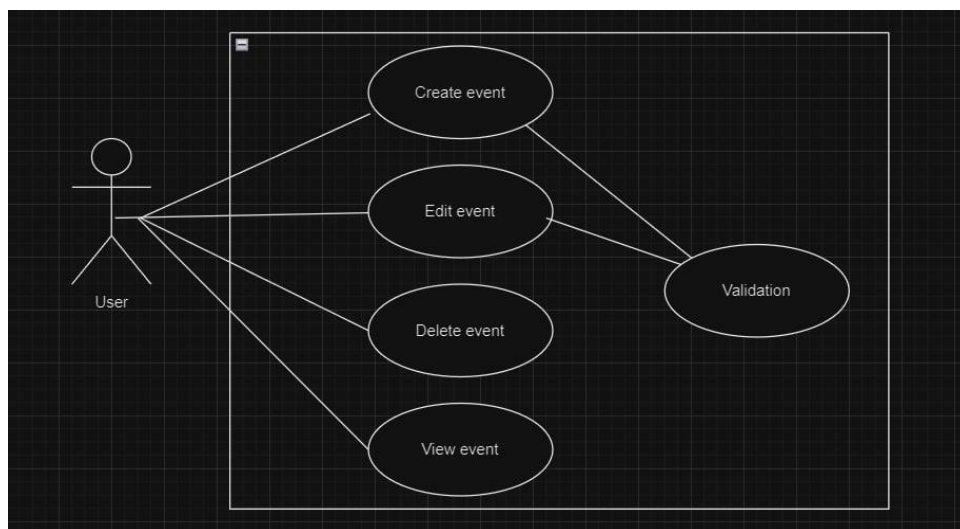 Create event
Edit event
Validation
User
Delete event
View event